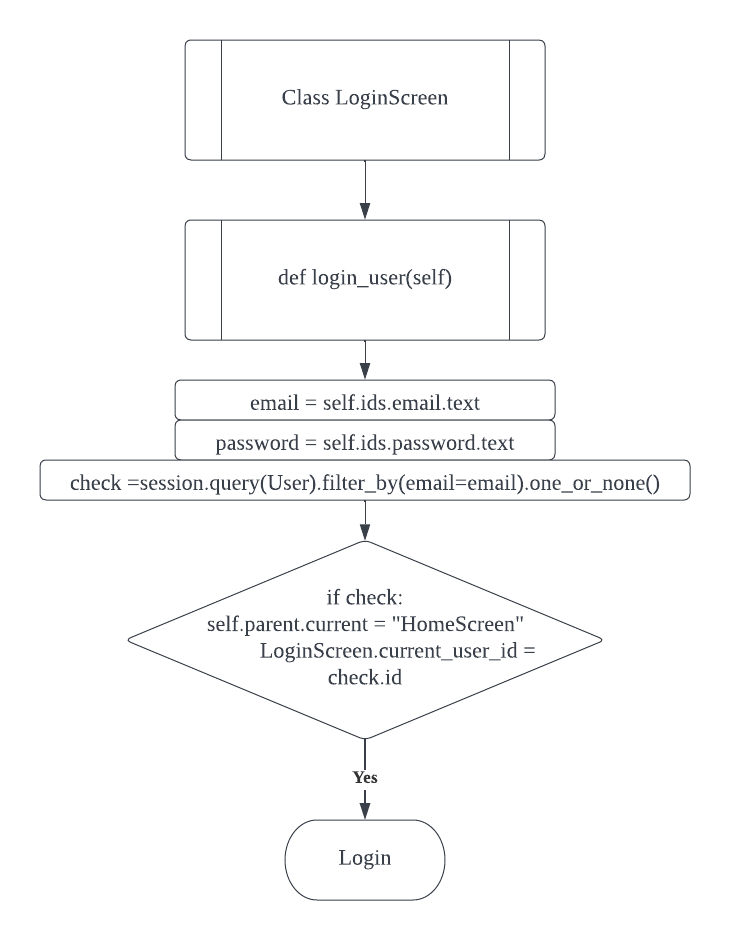 Class LoginScreen
def login_user(self)
email = self.ids.email.text
password = self.ids.password.text
check =session.query(User).filter_by(email=email).one_or_none()
if check:
self.parent.current = "HomeScreen"
LoginScreen.current_user_id =
check.id
Yes
Login